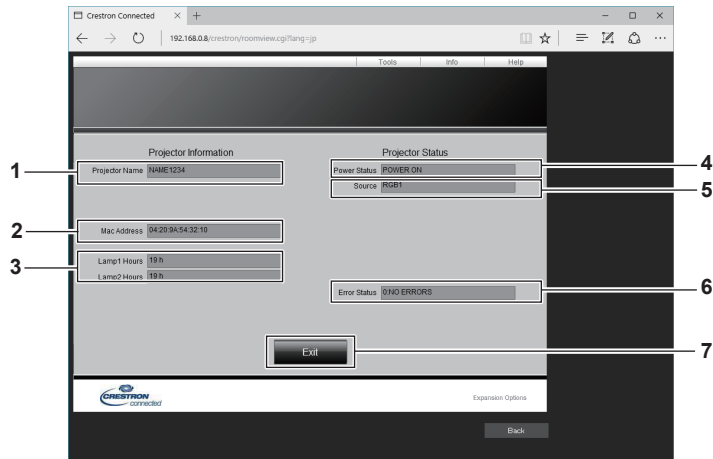 Crestron Connected
192.168.0.8/crestron/roomview.cgi?lang=jp
Tools Info Help
Projector Information
Projector Status
1 Projector Name NAME1234
Power Status POWER ON 4
Source RGB1 5
2 Mac Address 04:20:9A:54:32:10
3 Lamp1 Hours 19 h
Lamp2 Hours 19 h
Error Status 0:NO ERRORS 6
Exit 7
CRESTRON connected
Expansion Options
Back